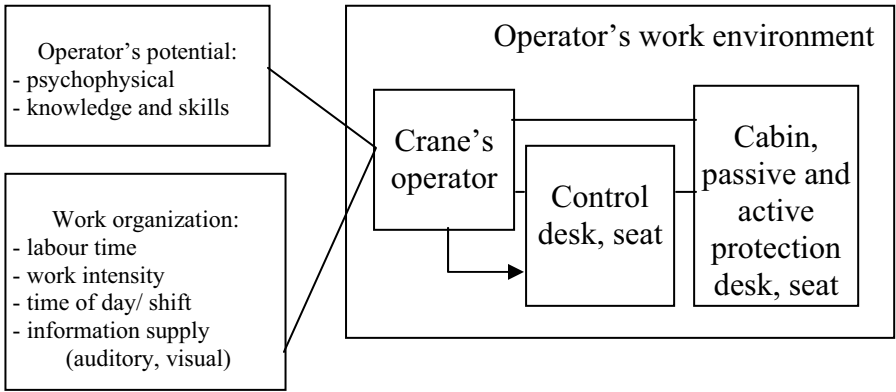 Operator's potential:
- psychophysical
- knowledge and skills
Work organization:
- labour time
- work intensity
- time of day/ shift
- information supply
(auditory, visual)
Operator's work environment
Crane's
operator
Control
desk, seat
Cabin,
passive and
active
protection
desk, seat